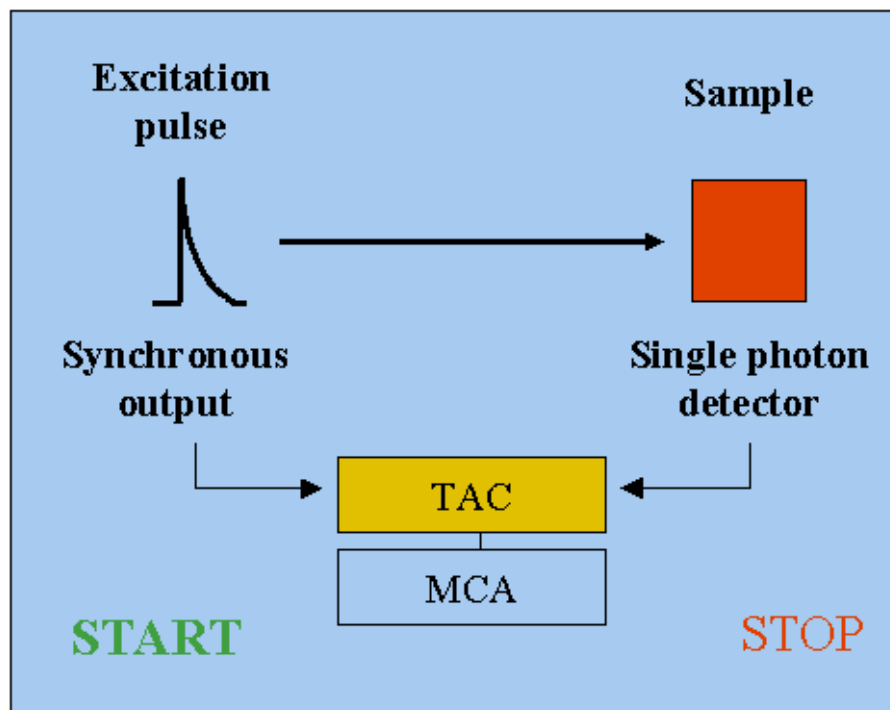 Excitation
pulse
Sample
Synchronous
output
Single photon
detector
TAC
MCA
START
STOP